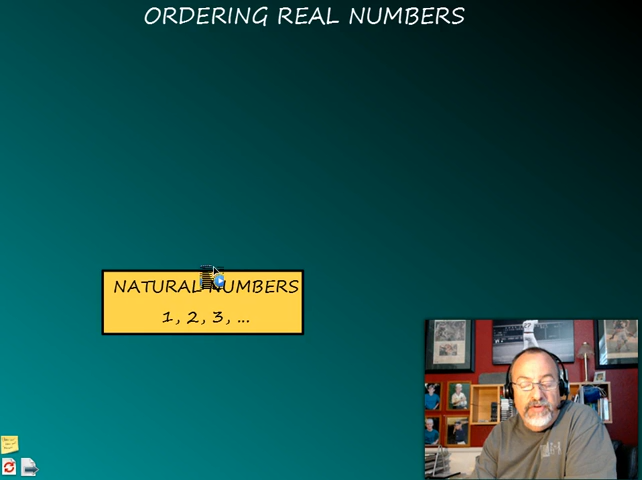 ORDERING REAL NUMBERS
NATURAL NUMBERS
1, 2, 3, ...